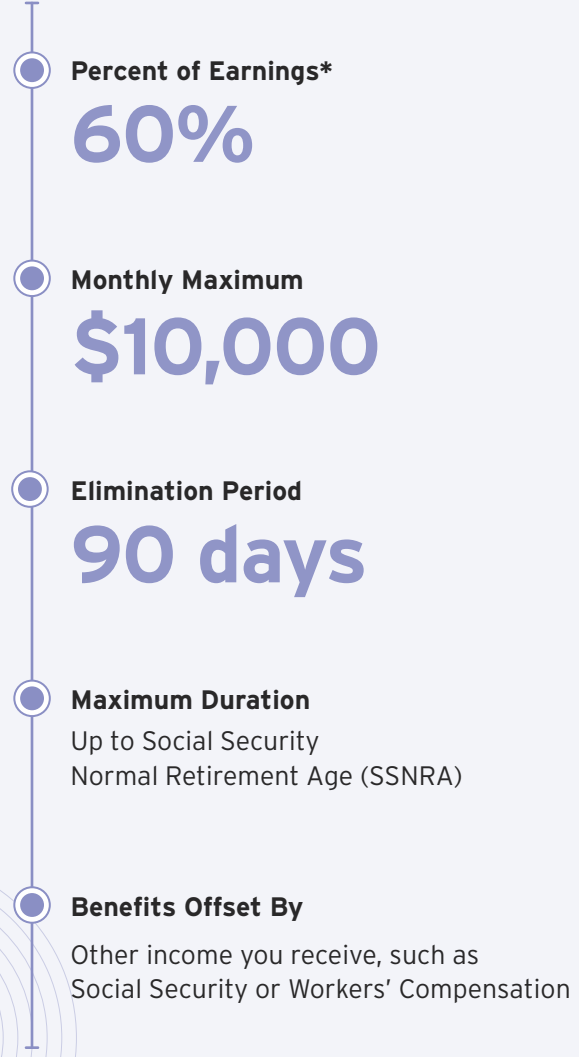 Percent of Earnings*
60%
Monthly Maximum
$10,000
Elimination Period
90 days
Maximum Duration
Up to Social Security
Normal Retirement Age (SSNRA)
Benefits Offset By
Other income you receive, such as
Social Security or Workers’ Compensation